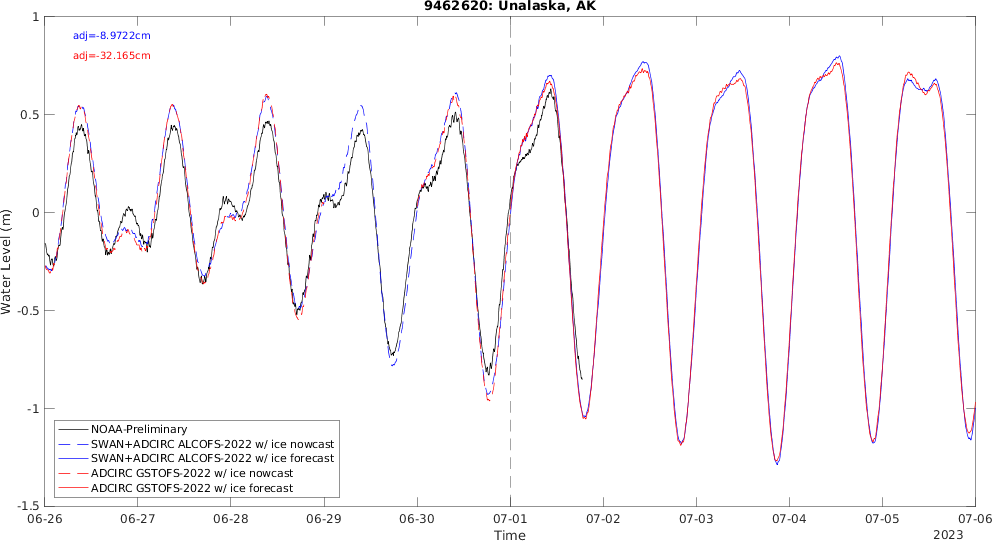 9462620: Unalaska, AK
adj=-8.9722cm
adj=-32.165cm
1
0.5
0
-0.5
-1
-1.5
Water Level (m)
NOAA-Preliminary
SWAN+ADCIRC ALCOFS-2022 w/ ice nowcast
SWAN+ADCIRC ALCOFS-2022 w/ ice forecast
ADCIRC GSTOFS-2022 w/ ice nowcast
ADCIRC GSTOFS-2022 w/ ice forecast
06-26 06-27 06-28 06-29 06-30 07-01 07-02 07-03 07-04 07-05 07-06
Time
2023